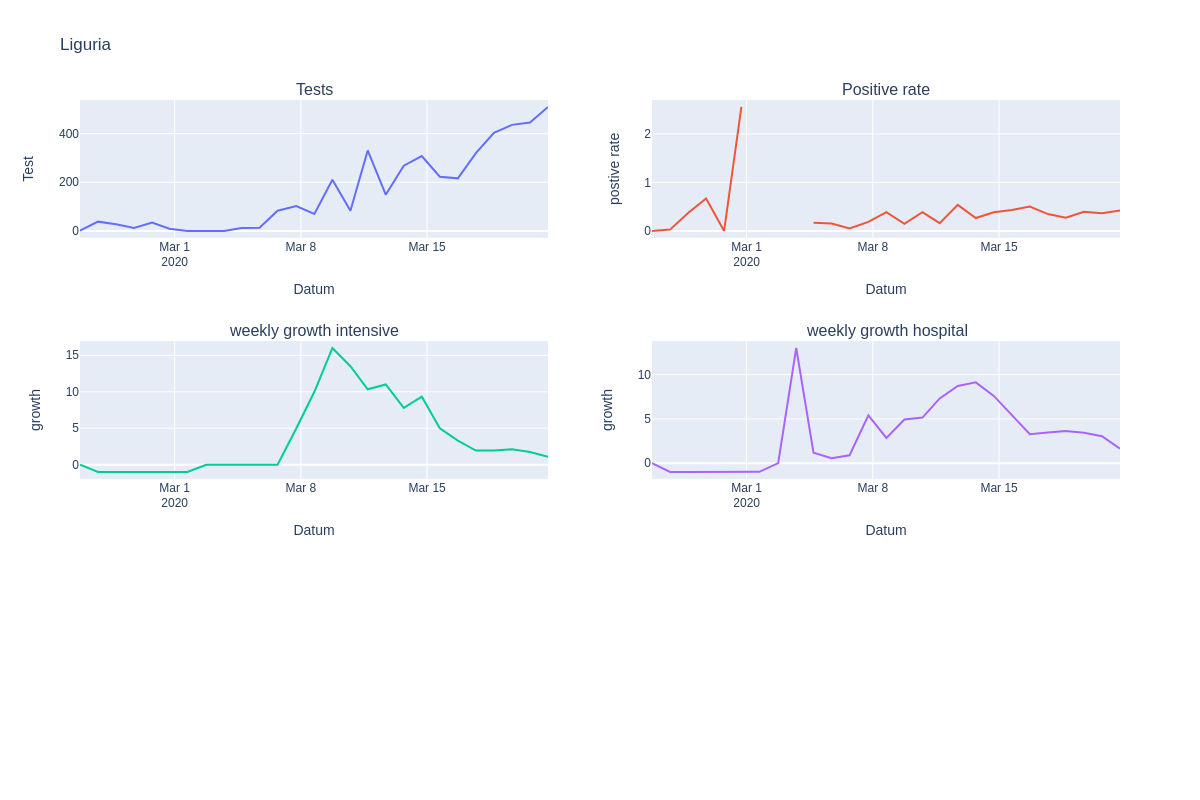 Liguria
Tests
Test
400
200
0
Mar 1
2020
Mar 8
Mar 15
Datum
Positive rate
postive rate
2
1
0
Mar 1
2020
Mar 8
Mar 15
Datum
weekly growth intensive
growth
15
10
5
0
Mar 1
2020
Mar 8
Mar 15
Datum
weekly growth hospital
growth
10
5
0
Mar 1
2020
Mar 8
Mar 15
Datum